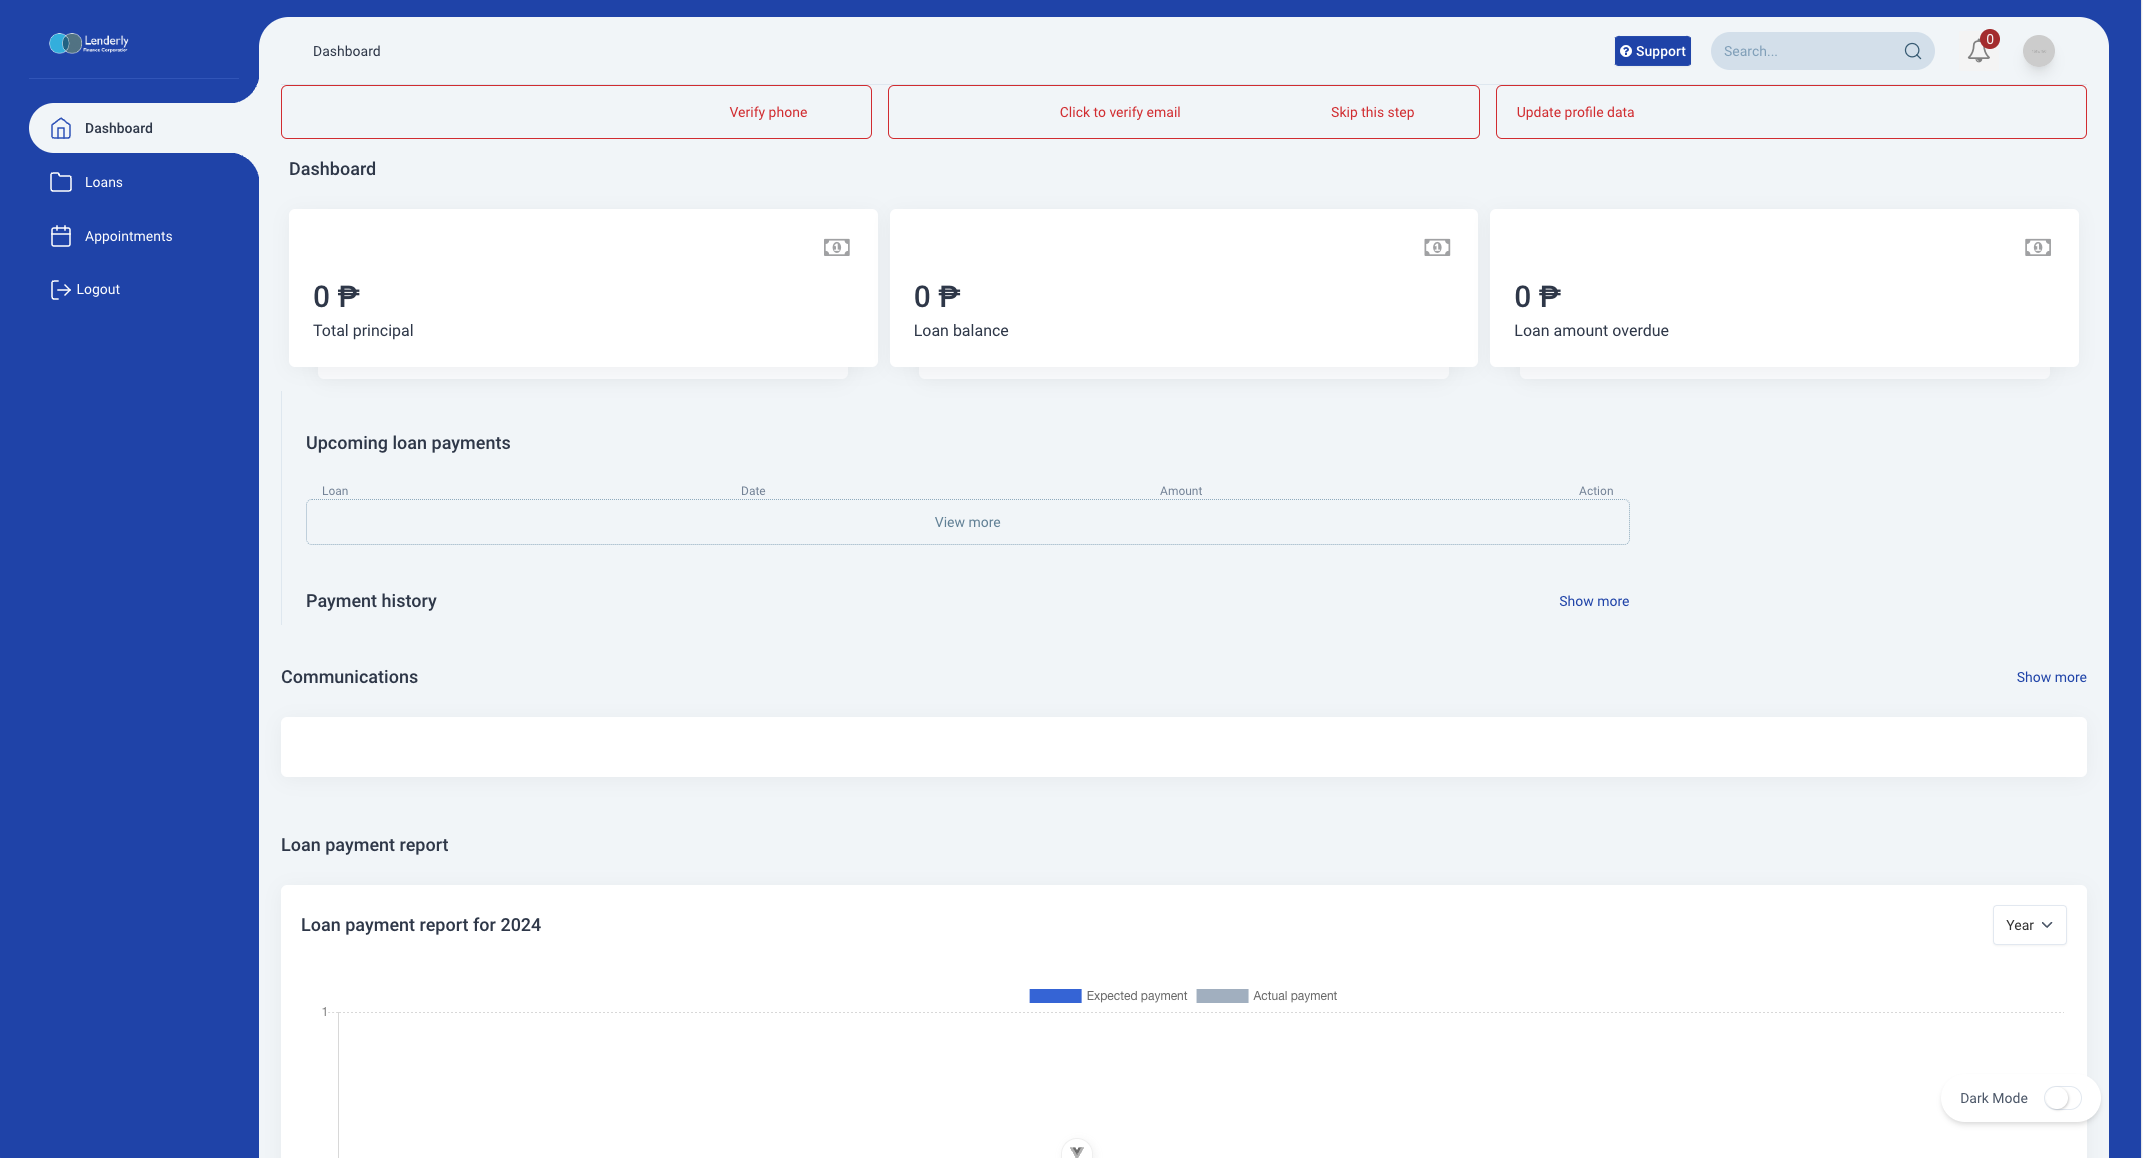 Lenderly
Finance Corporation
Dashboard
Support
Search...
0
Dashboard
Loans
Appointments
Logout
Verify phone
Click to verify email
Skip this step
Update profile data
Dashboard
0 ₱
Total principal
0 ₱
Loan balance
0 ₱
Loan amount overdue
Upcoming loan payments
Loan Date Amount Action
View more
Payment history
Show more
Communications
Show more
Loan payment report
Loan payment report for 2024
Year
Expected payment Actual payment
1
Dark Mode